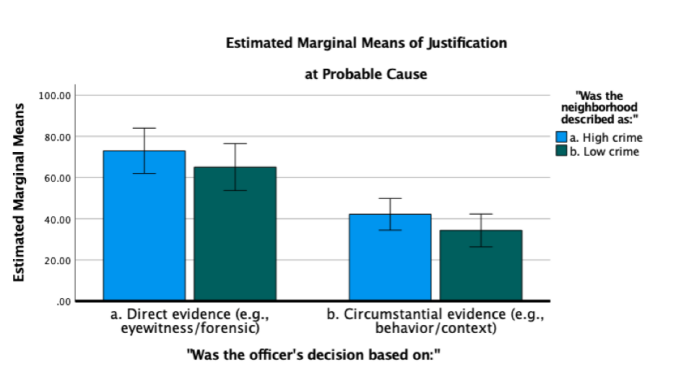 Estimated Marginal Means of Justification
at Probable Cause
Estimated Marginal Means
100.00
80.00
60.00
40.00
20.00
.00
a. Direct evidence (e.g.,
eyewitness/forensic)
b. Circumstantial evidence (e.g.,
behavior/context)
"Was the officer's decision based on:"
"Was the
neighborhood
described as:"
a. High crime
b. Low crime